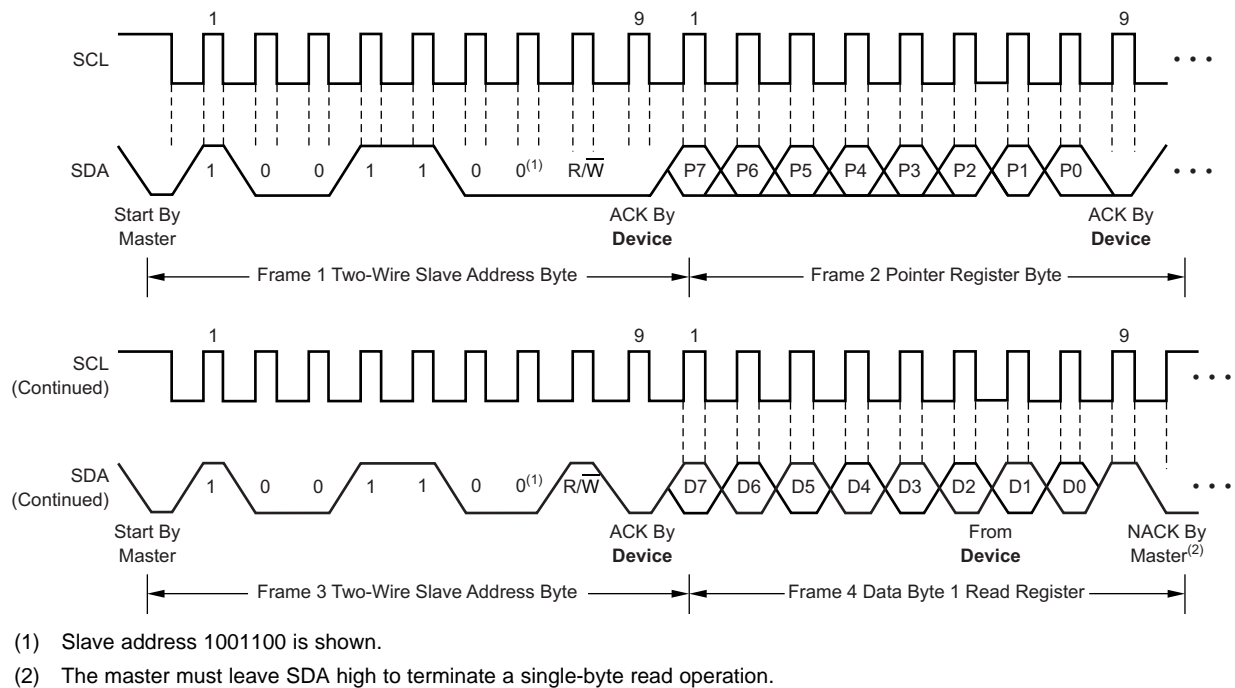 1 9 1 9
SCL • • •
SDA 1 0 0 1 1 0 0(1) R/W̅ P7 P6 P5 P4 P3 P2 P1 P0 • • •
Start By Master
ACK By Device
ACK By Device
Frame 1 Two-Wire Slave Address Byte
Frame 2 Pointer Register Byte
1 9 1 9
SCL (Continued) • • •
SDA (Continued) 1 0 0 1 1 0 0(1) R/W̅ D7 D6 D5 D4 D3 D2 D1 D0 • • •
Start By Master
ACK By Device
From Device
NACK By Master(2)
Frame 3 Two-Wire Slave Address Byte
Frame 4 Data Byte 1 Read Register
(1) Slave address 1001100 is shown.
(2) The master must leave SDA high to terminate a single-byte read operation.